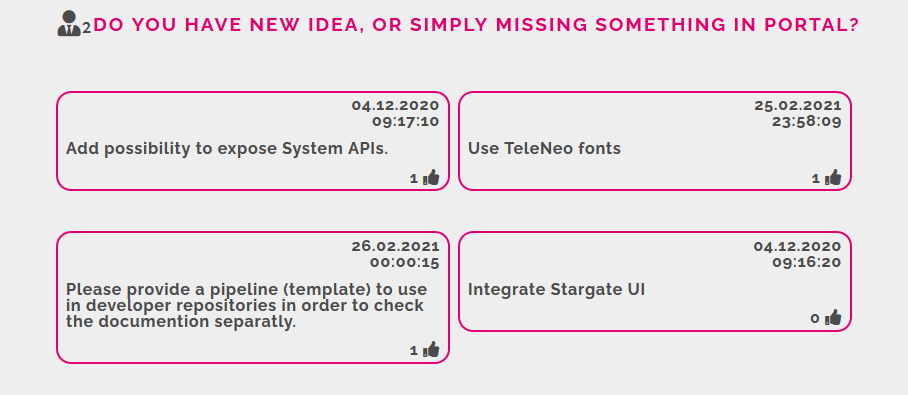 2 DO YOU HAVE NEW IDEA, OR SIMPLY MISSING SOMETHING IN PORTAL?
04.12.2020
09:17:10
Add possibility to expose System APIs.
1
25.02.2021
23:58:09
Use TeleNeo fonts
1
26.02.2021
00:00:15
Please provide a pipeline (template) to use
in developer repositories in order to check
the documention separatly.
1
04.12.2020
09:16:20
Integrate Stargate UI
0